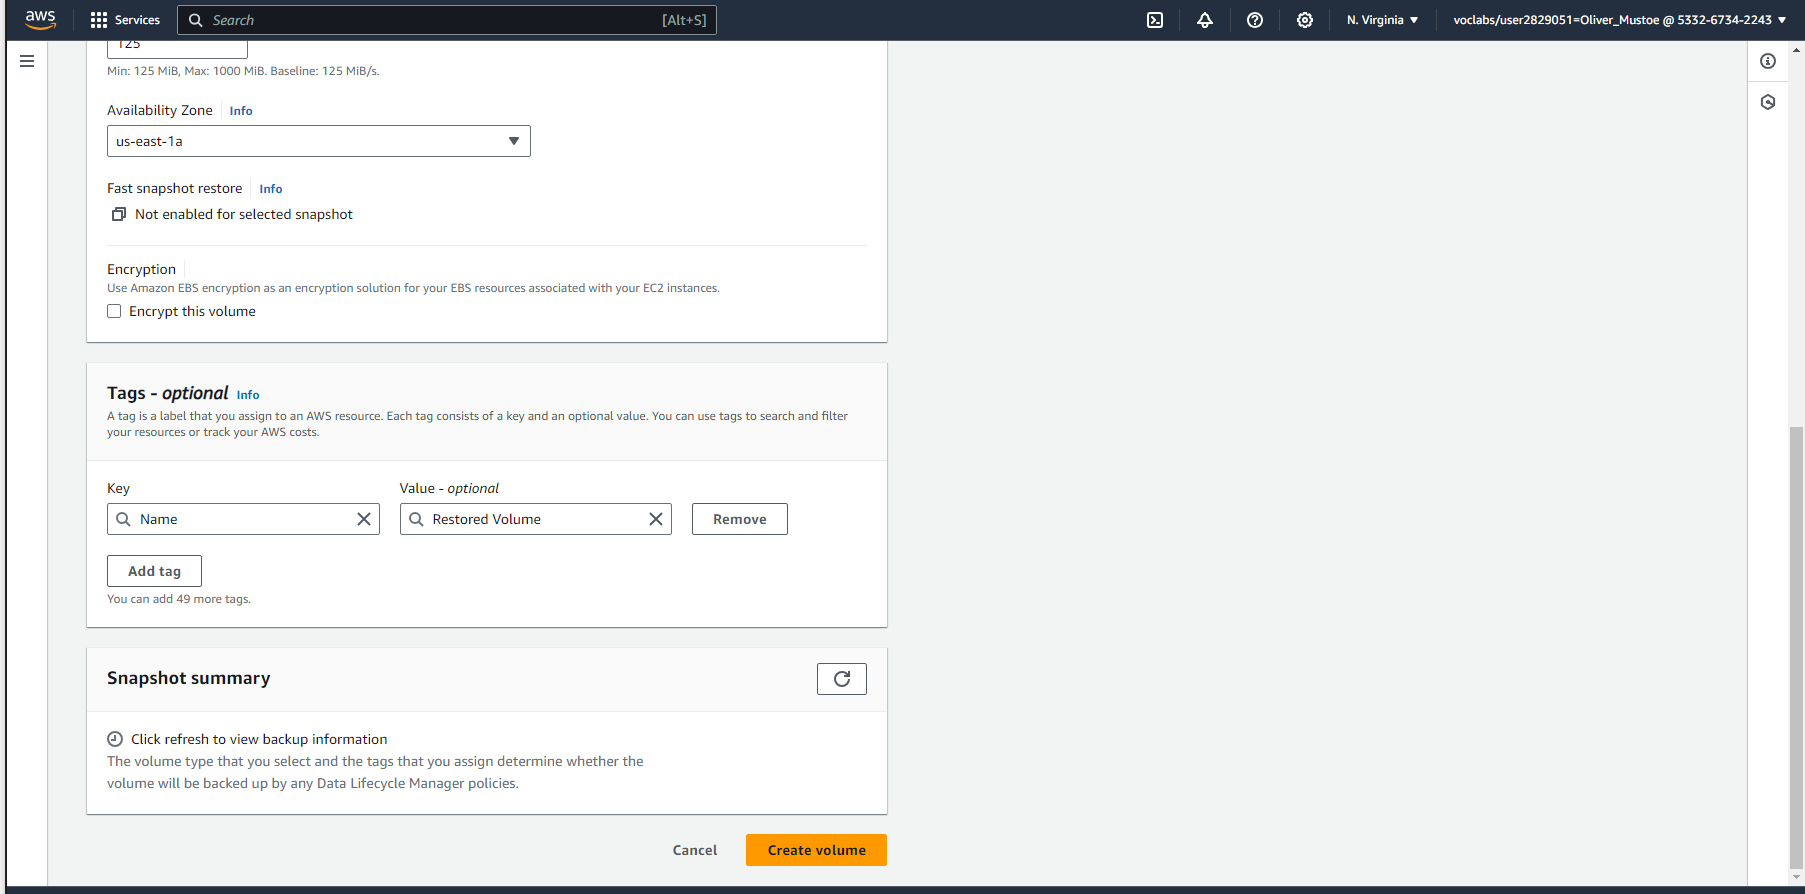 aws
Services
Search
[Alt+S]
N. Virginia
voclabs/user2829051=Oliver_Mustoe @ 5332-6734-2243
125
Min: 125 MiB, Max: 1000 MiB. Baseline: 125 MiB/s.
Availability Zone Info
us-east-1a
Fast snapshot restore Info
Not enabled for selected snapshot
Encryption
Use Amazon EBS encryption as an encryption solution for your EBS resources associated with your EC2 instances.
Encrypt this volume
Tags - optional Info
A tag is a label that you assign to an AWS resource. Each tag consists of a key and an optional value. You can use tags to search and filter
your resources or track your AWS costs.
Key
Value - optional
Name
Restored Volume
Remove
Add tag
You can add 49 more tags.
Snapshot summary
Click refresh to view backup information
The volume type that you select and the tags that you assign determine whether the
volume will be backed up by any Data Lifecycle Manager policies.
Cancel
Create volume